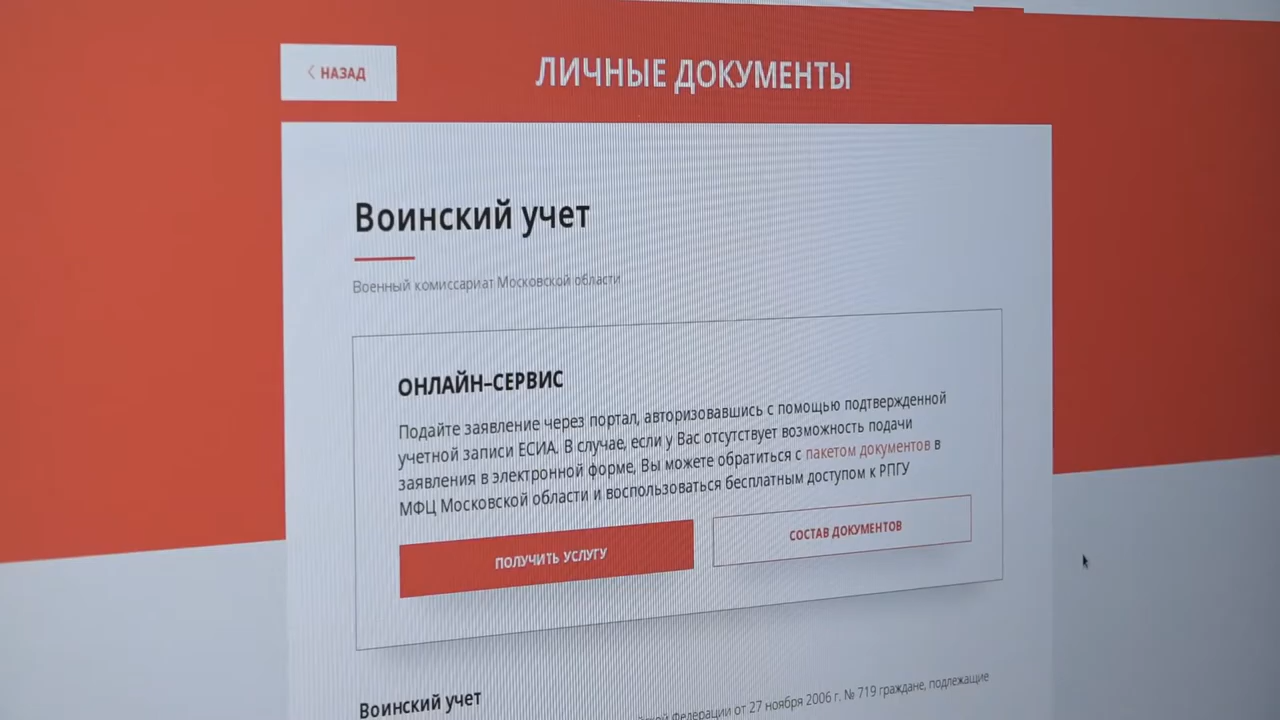 НАЗАД
ЛИЧНЫЕ ДОКУМЕНТЫ
Воинский учет
Военный комиссариат Московской области
ОНЛАЙН-СЕРВИС
Подайте заявление через портал, авторизовавшись с помощью подтвержденной
учетной записи ЕСИА. В случае, если у Вас отсутствует возможность подачи
заявления в электронной форме, Вы можете обратиться с пакетом документов в
МФЦ Московской области и воспользоваться бесплатным доступом к РПГУ
ПОЛУЧИТЬ УСЛУГУ
СОСТАВ ДОКУМЕНТОВ
Воинский учет
Федерации от 27 ноября 2006 г. № 719 граждане, подлежащие